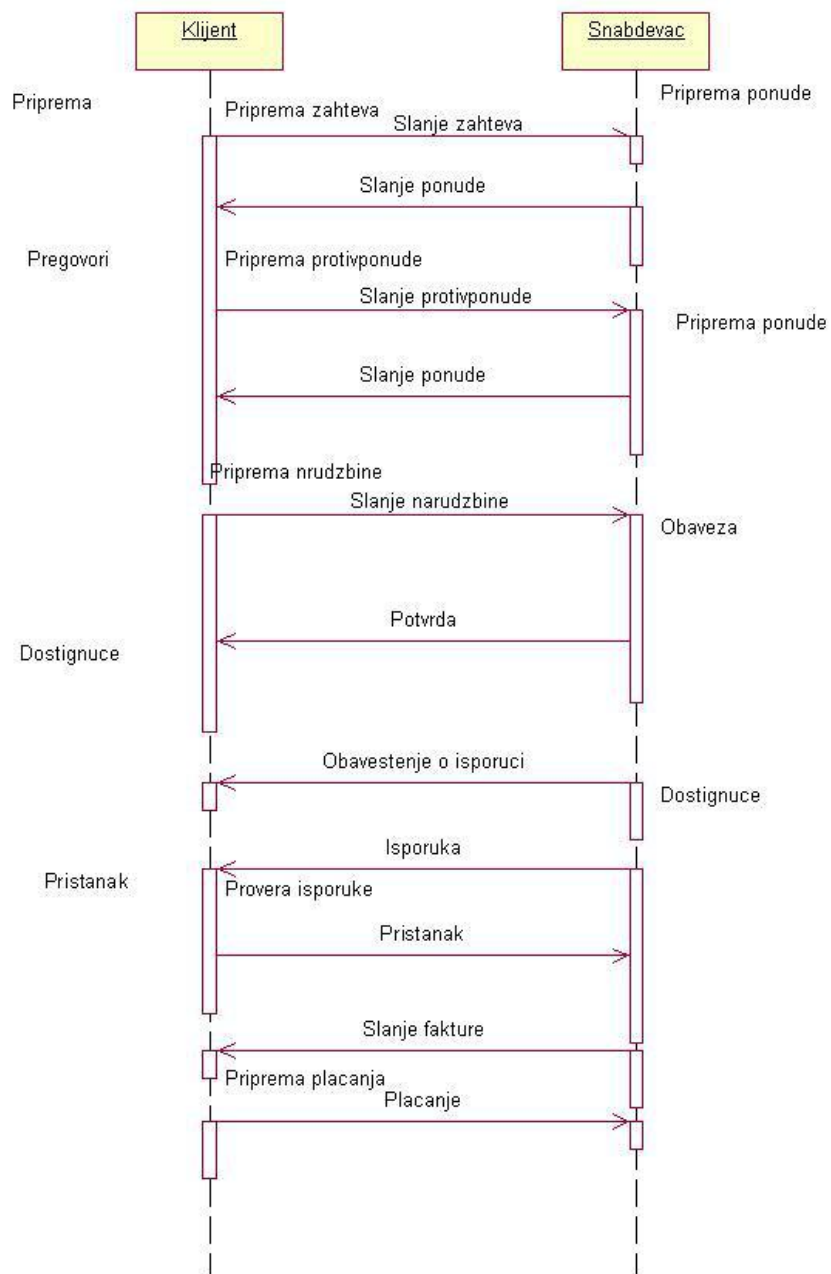 Klijent
Snabdevac
Priprema
Priprema ponude
Priprema zahteva
Slanje zahteva
Slanje ponude
Pregovori
Priprema protivponude
Slanje protivponude
Priprema ponude
Slanje ponude
Priprema nrudzbine
Slanje narudzbine
Obaveza
Potvrda
Dostignuce
Obavestenje o isporuci
Dostignuce
Isporuka
Pristanak
Provera isporuke
Pristanak
Slanje fakture
Priprema placanja
Placanje